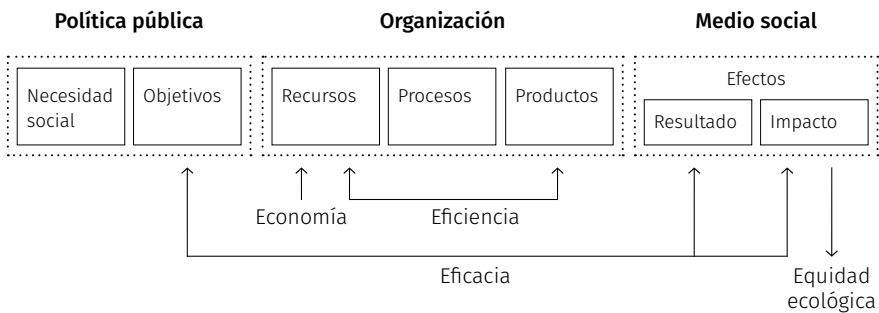 Política pública
Organización
Medio social
Necesidad
social
Objetivos
Recursos
Procesos
Productos
Efectos
Resultado
Impacto
Economía
Eficiencia
Eficacia
Equidad
ecológica